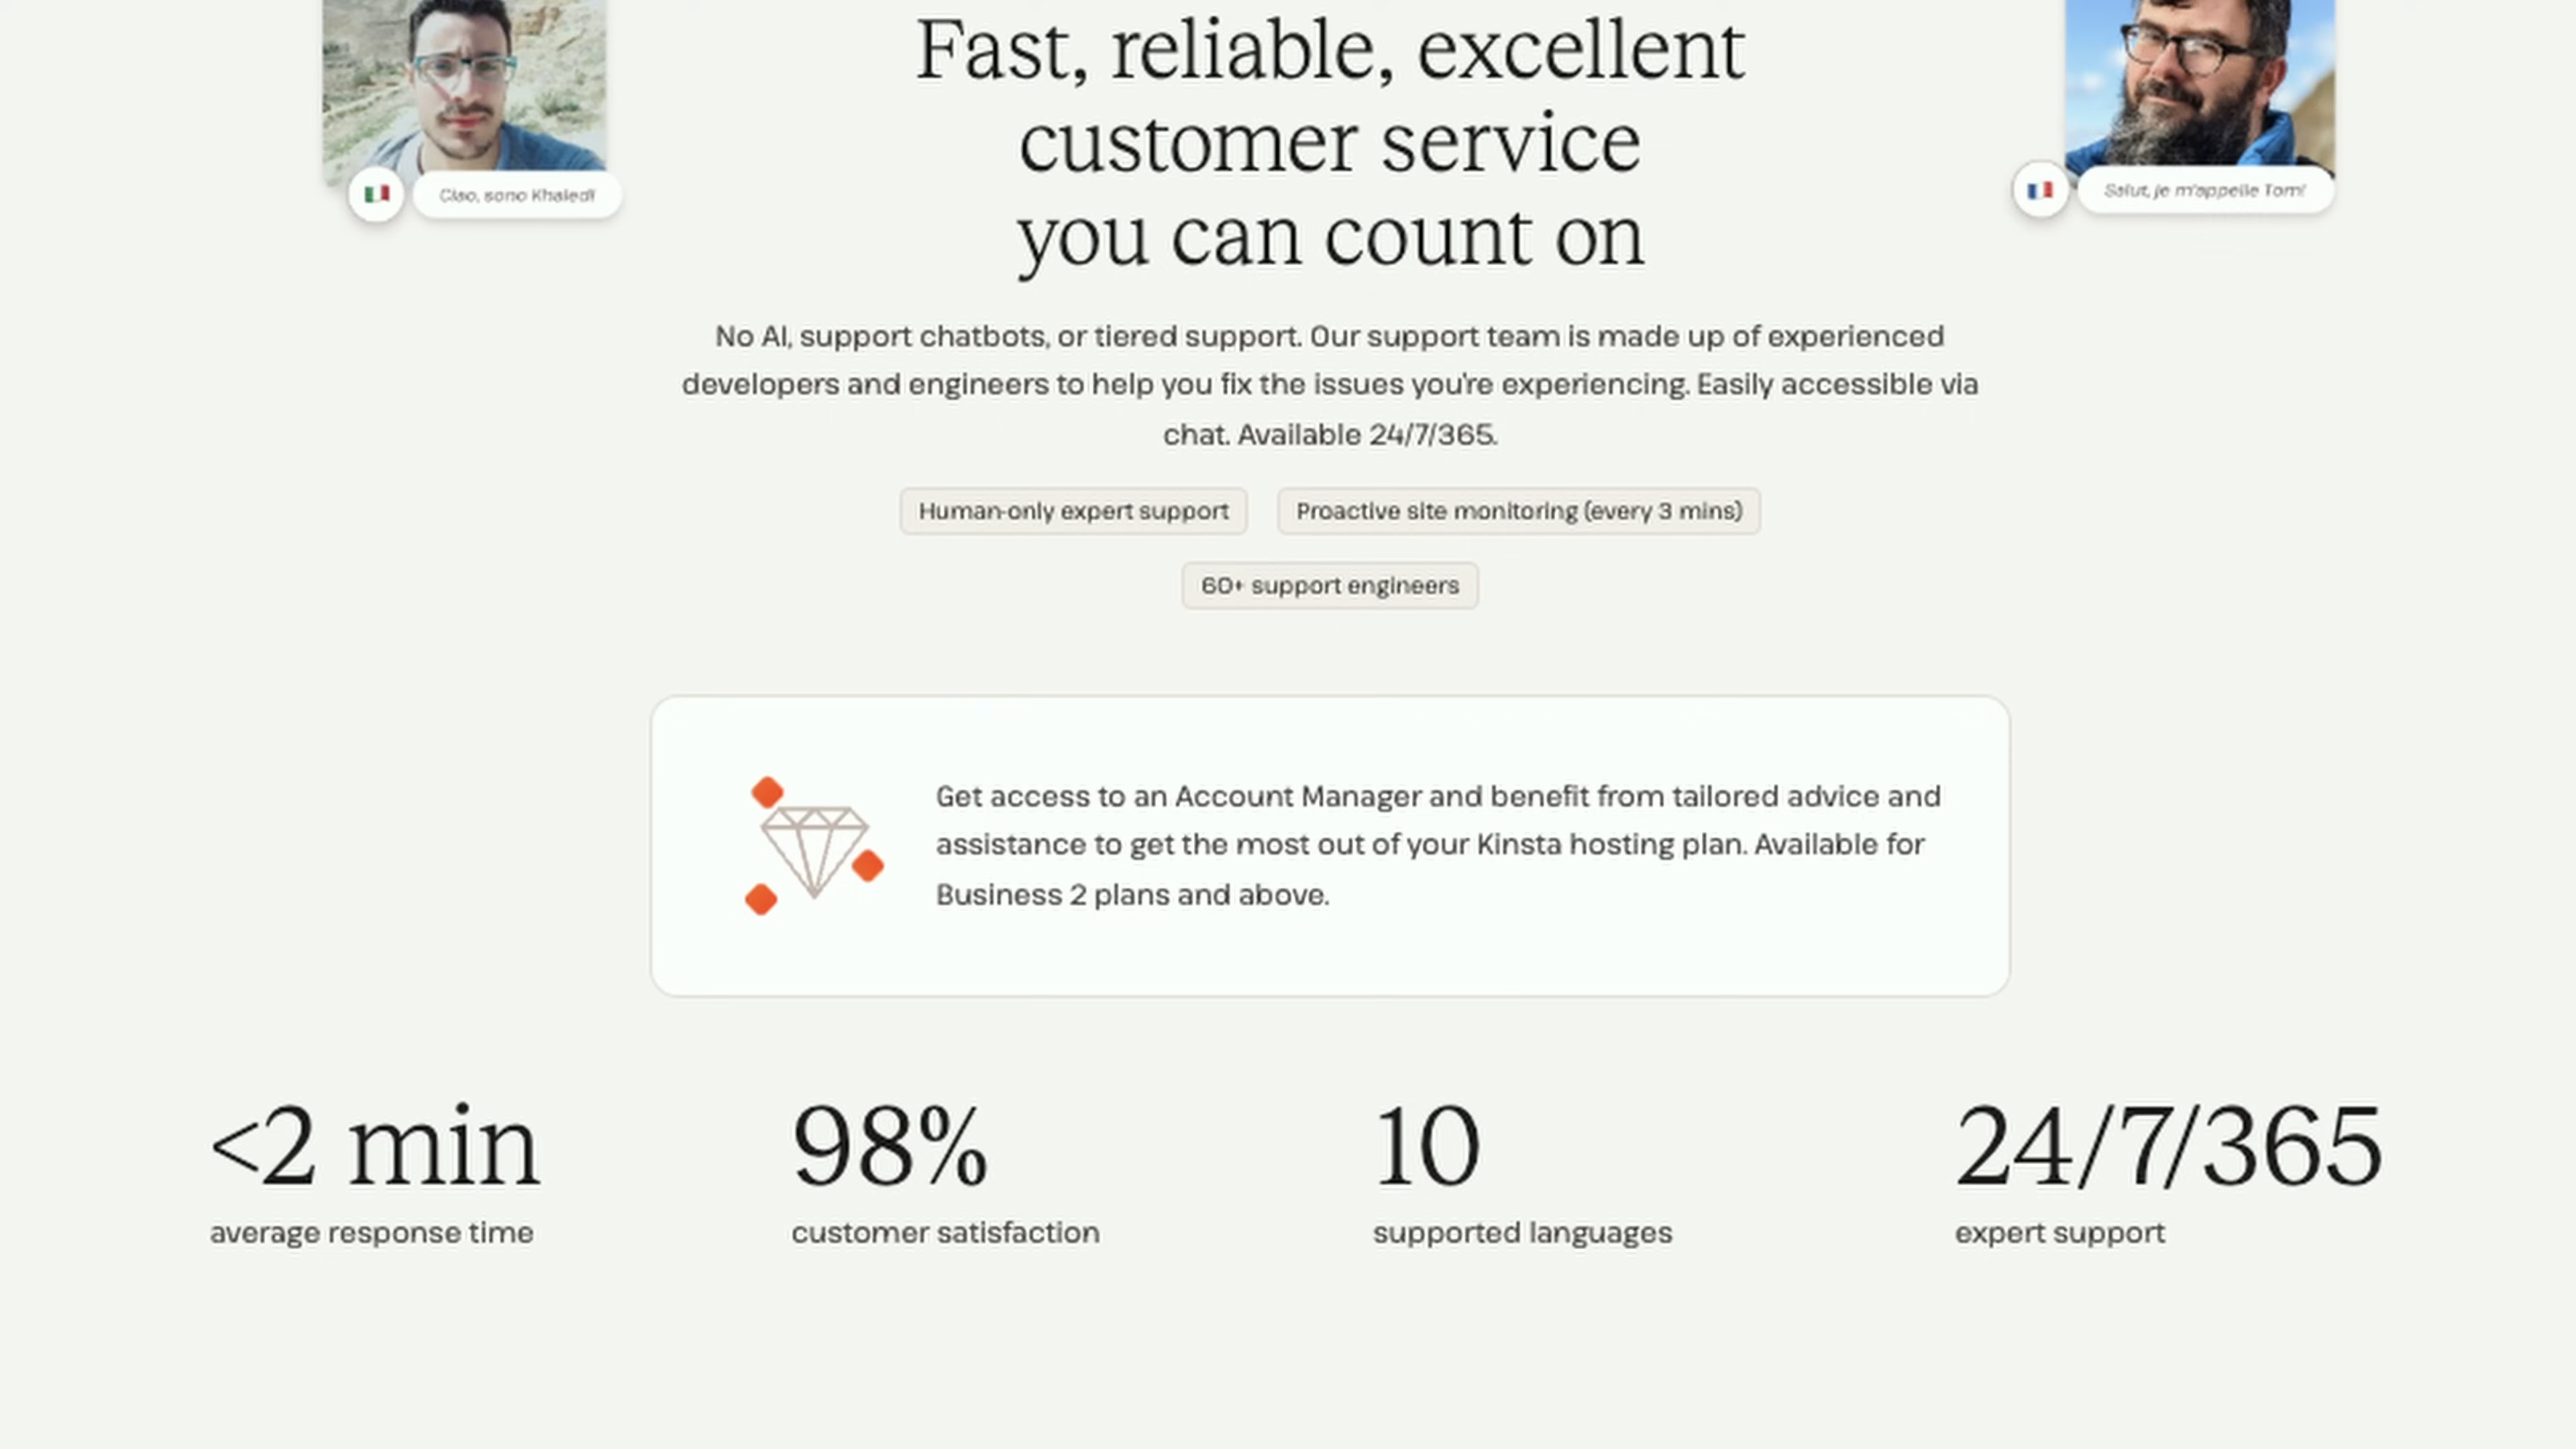 Fast, reliable, excellent
customer service
you can count on
Ciao, sono Khaled!
Salut, je m'appelle Tom!
No AI, support chatbots, or tiered support. Our support team is made up of experienced
developers and engineers to help you fix the issues you're experiencing. Easily accessible via
chat. Available 24/7/365.
Human-only expert support
Proactive site monitoring (every 3 mins)
60+ support engineers
Get access to an Account Manager and benefit from tailored advice and
assistance to get the most out of your Kinsta hosting plan. Available for
Business 2 plans and above.
<2 min
average response time
98%
customer satisfaction
10
supported languages
24/7/365
expert support